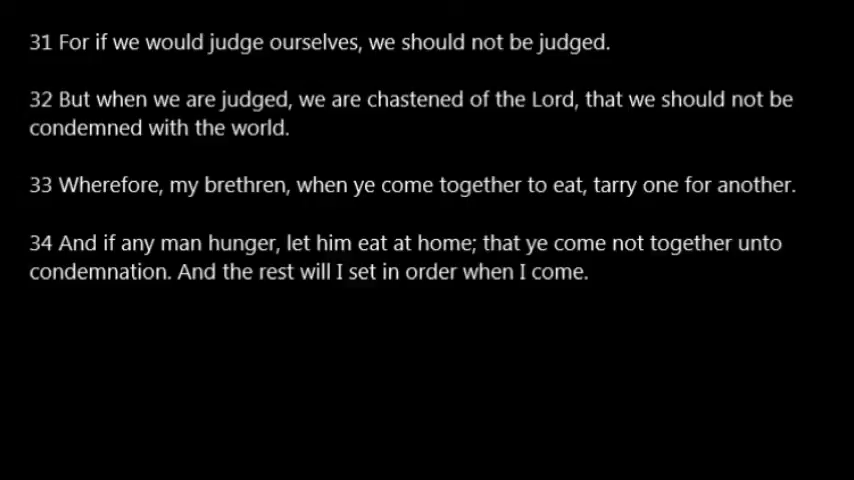 31 For if we would judge ourselves, we should not be judged.
32 But when we are judged, we are chastened of the Lord, that we should not be
condemned with the world.
33 Wherefore, my brethren, when ye come together to eat, tarry one for another.
34 And if any man hunger, let him eat at home; that ye come not together unto
condemnation. And the rest will I set in order when I come.